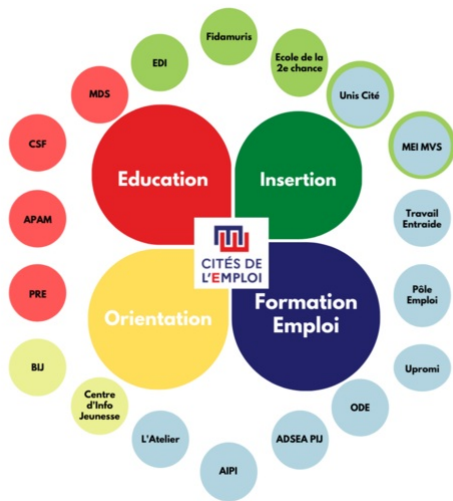 Fidamuris
Ecole de la
2e chance
EDI
Unis Cité
MDS
MEI MVS
CSF
Education
Insertion
APAM
Travail
Entraide
CITÉS DE
L'EMPLOI
PRE
Pôle
Emploi
Orientation
Formation
Emploi
BIJ
Upromi
Centre
d'Info
Jeunesse
ODE
L'Atelier
ADSEA PIJ
AIPI